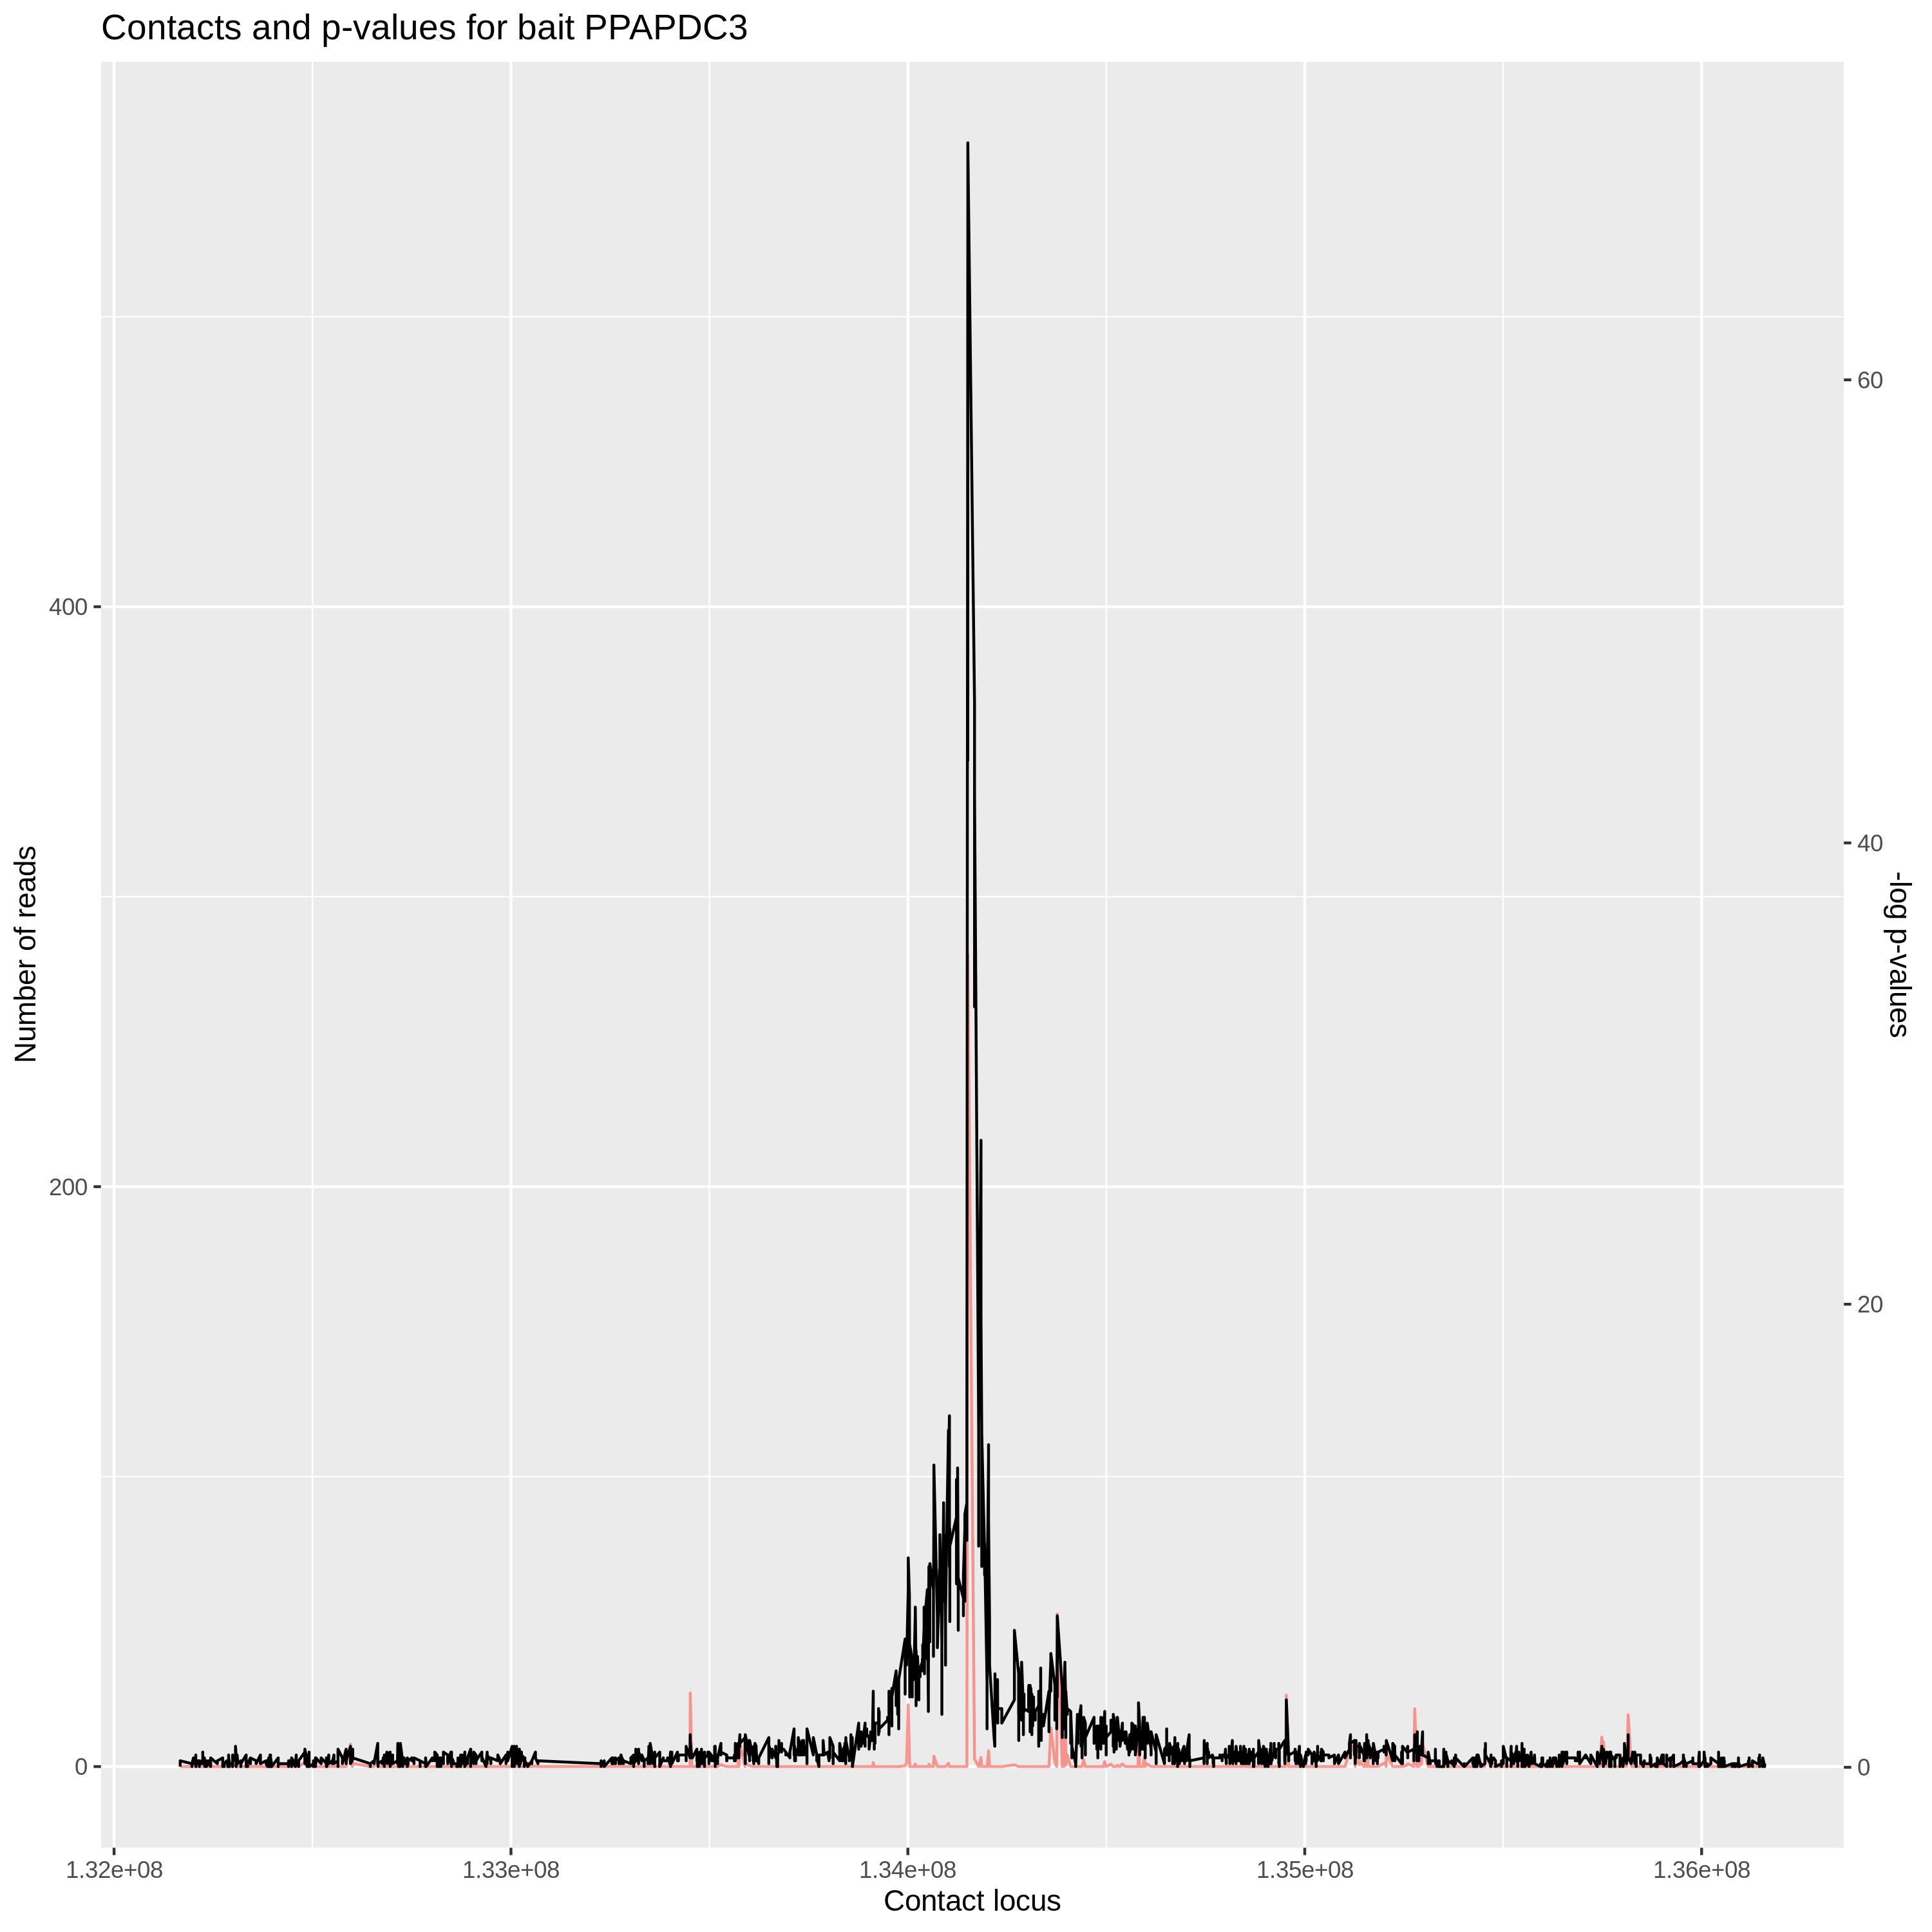 Contacts and p-values for bait PPAPDC3
Number of reads
400
200
0
60
40
20
0
-log p-values
1.32e+08 1.33e+08 1.34e+08 1.35e+08 1.36e+08
Contact locus